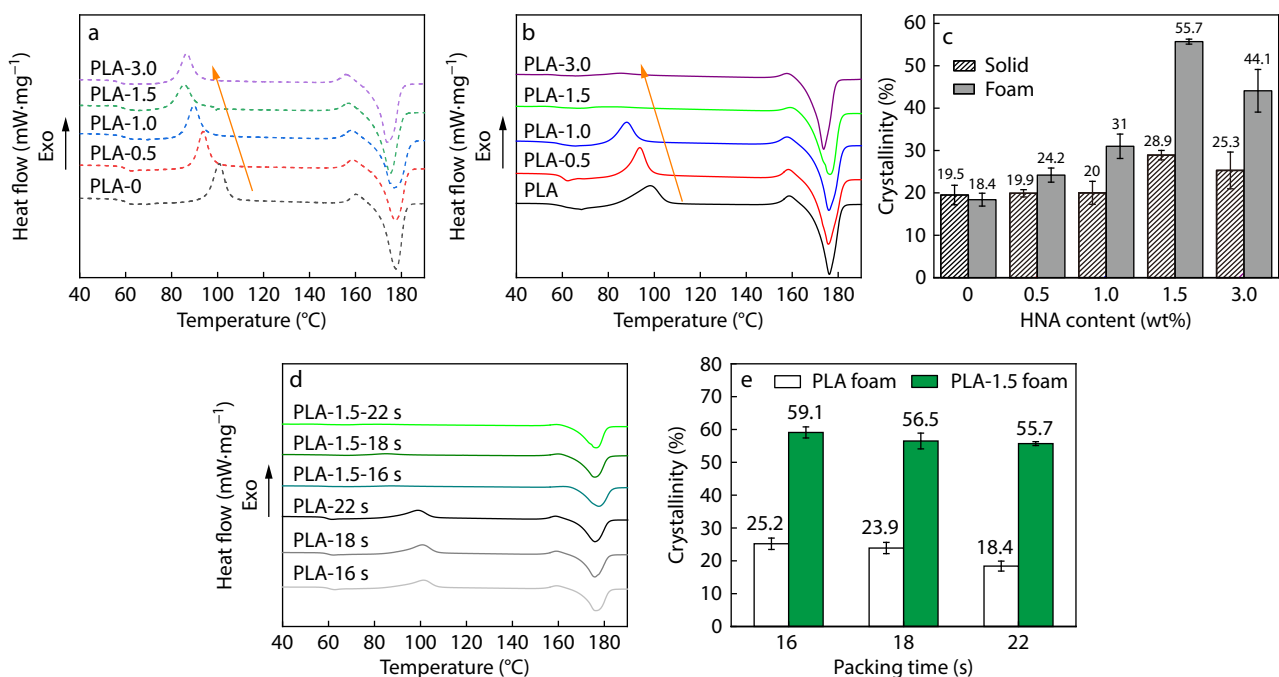 a
PLA-3.0
PLA-1.5
PLA-1.0
PLA-0.5
PLA-0
Heat flow (mW·mg⁻¹)
Exo
40 60 80 100 120 140 160 180
Temperature (°C)
b
PLA-3.0
PLA-1.5
PLA-1.0
PLA-0.5
PLA
Heat flow (mW·mg⁻¹)
Exo
40 60 80 100 120 140 160 180
Temperature (°C)
c
Solid
Foam
60
50
40
30
20
10
0
Crystallinity (%)
19.5 18.4 19.9 24.2 20 31 28.9 55.7 25.3 44.1
0 0.5 1.0 1.5 3.0
HNA content (wt%)
d
PLA-1.5-22 s
PLA-1.5-18 s
PLA-1.5-16 s
PLA-22 s
PLA-18 s
PLA-16 s
Heat flow (mW·mg⁻¹)
Exo
40 60 80 100 120 140 160 180
Temperature (°C)
e
PLA foam PLA-1.5 foam
80
70
60
50
40
30
20
10
0
Crystallinity (%)
25.2 59.1 23.9 56.5 18.4 55.7
16 18 22
Packing time (s)